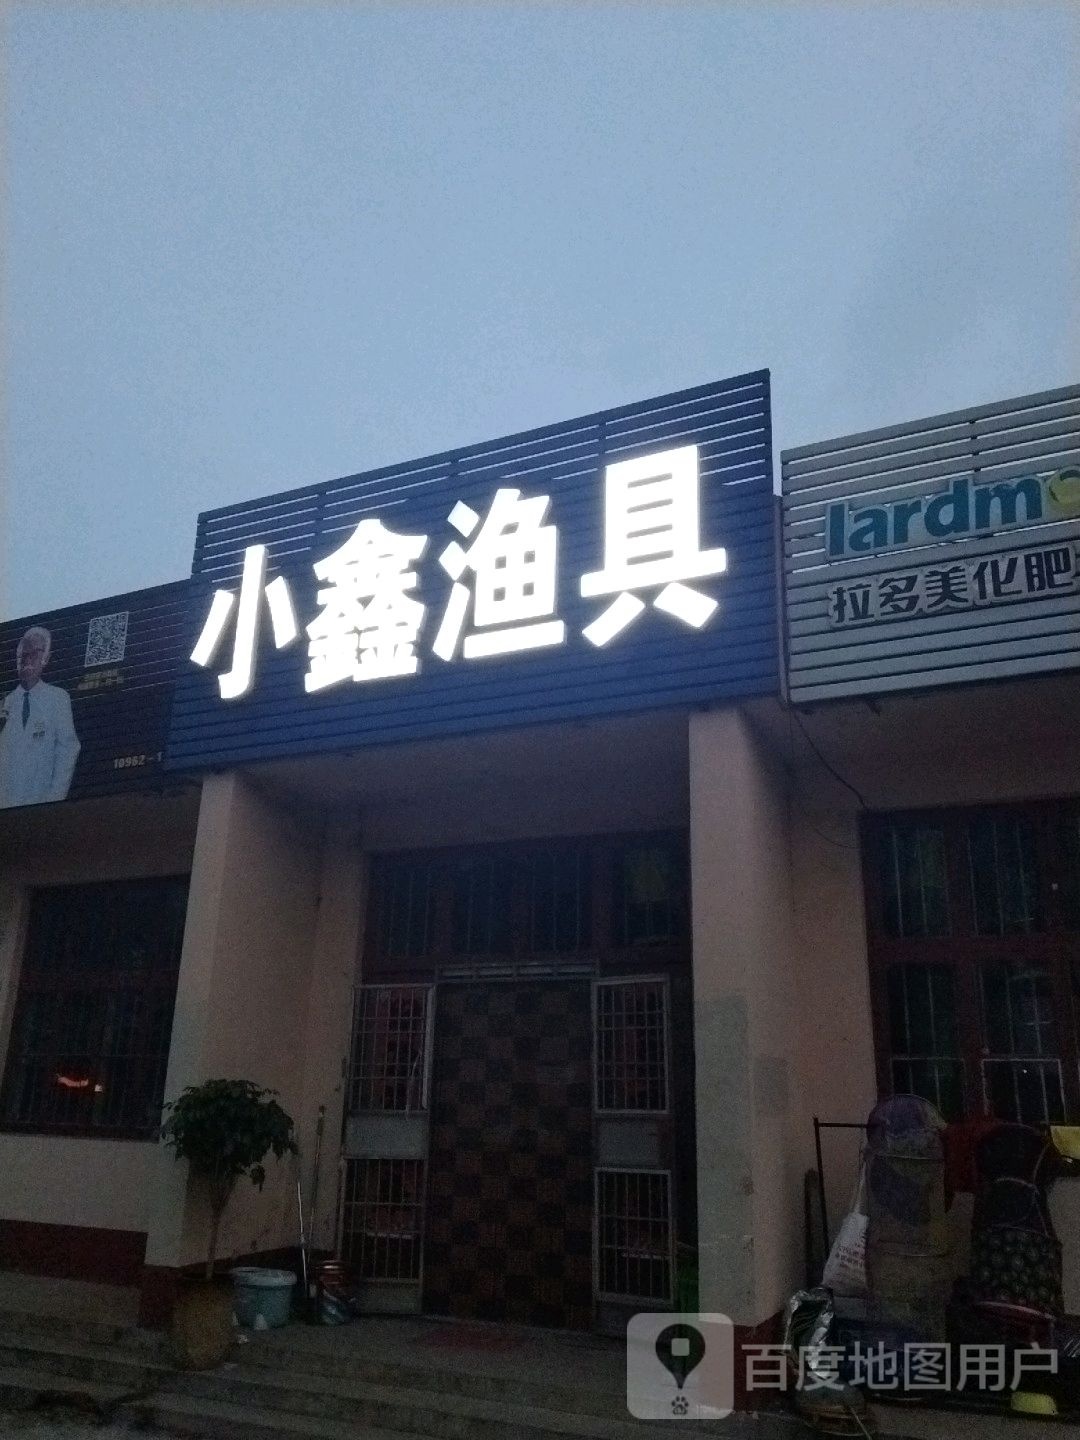 小鑫渔具
lardm
拉多美化肥
10962-1
百度地图用户